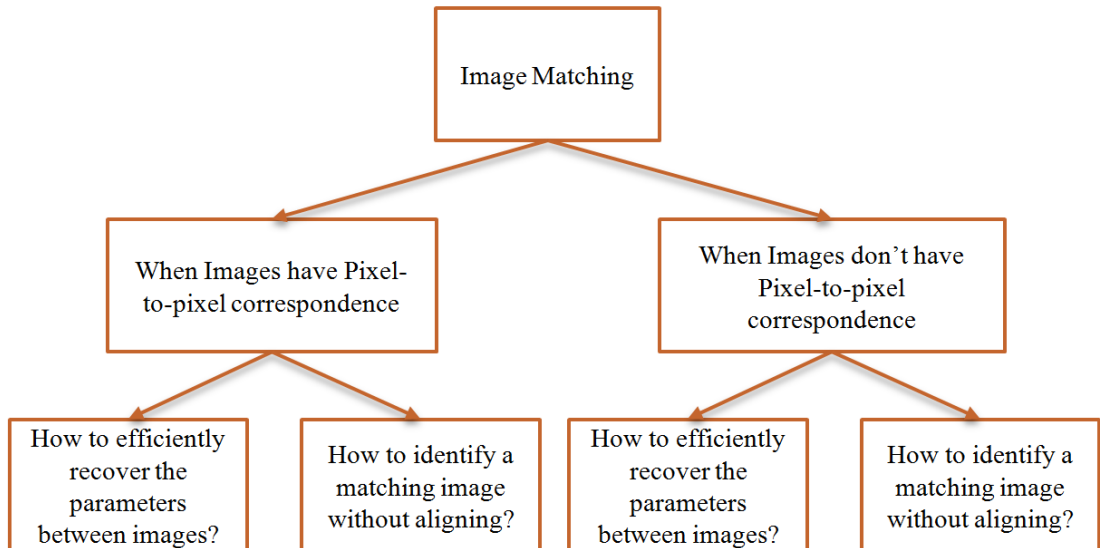 Image Matching
When Images have Pixel-
to-pixel correspondence
When Images don’t have
Pixel-to-pixel
correspondence
How to efficiently
recover the
parameters
between images?
How to identify a
matching image
without aligning?
How to efficiently
recover the
parameters
between images?
How to identify a
matching image
without aligning?